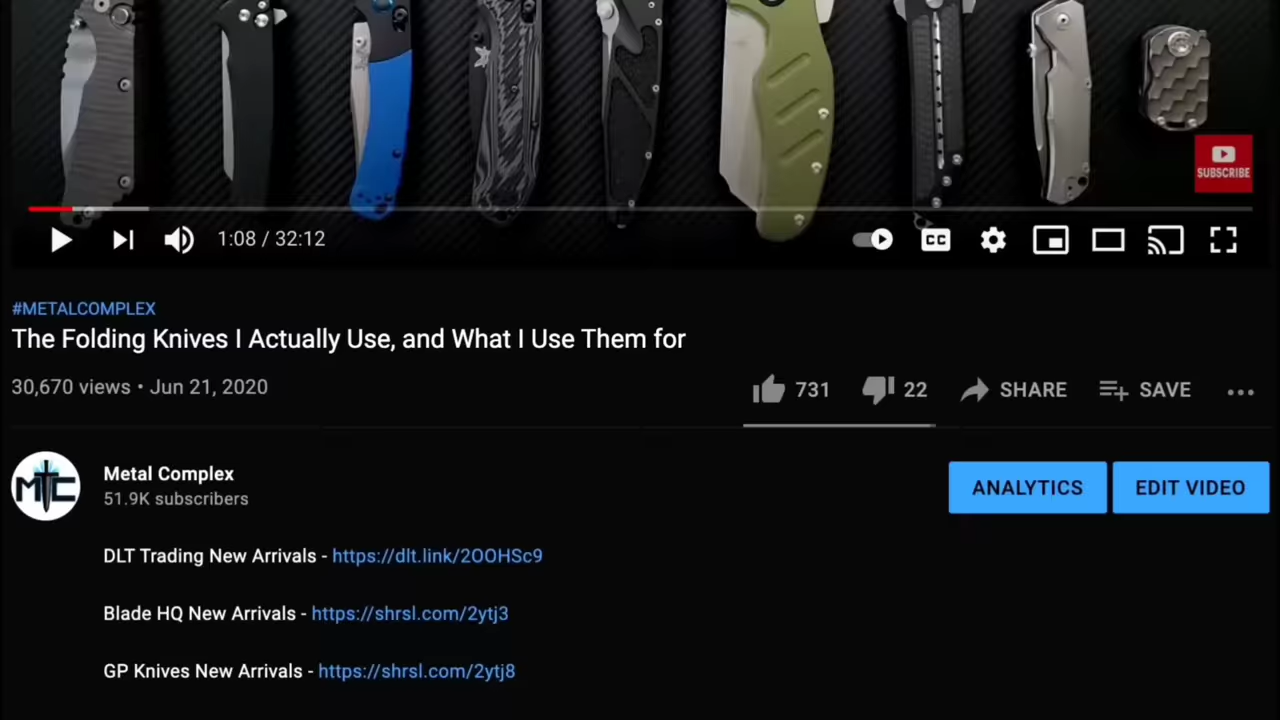 SUBSCRIBE
1:08 / 32:12
CC
#METALCOMPLEX
The Folding Knives I Actually Use, and What I Use Them for
30,670 views • Jun 21, 2020
731 22 SHARE SAVE
MTC
Metal Complex
51.9K subscribers
ANALYTICS EDIT VIDEO
DLT Trading New Arrivals - https://dlt.link/2OOHSc9
Blade HQ New Arrivals - https://shrsl.com/2ytj3
GP Knives New Arrivals - https://shrsl.com/2ytj8